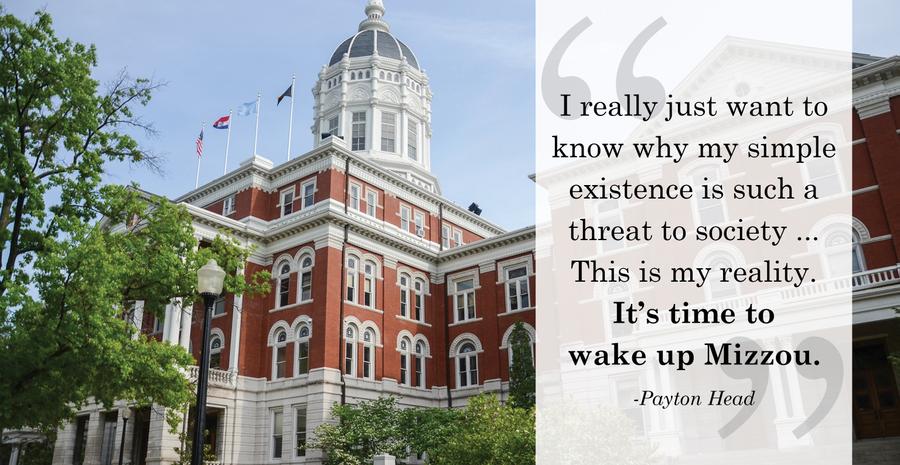 “
I really just want to
know why my simple
existence is such a
threat to society ...
This is my reality.
It’s time to
wake up Mizzou.
”
-Payton Head